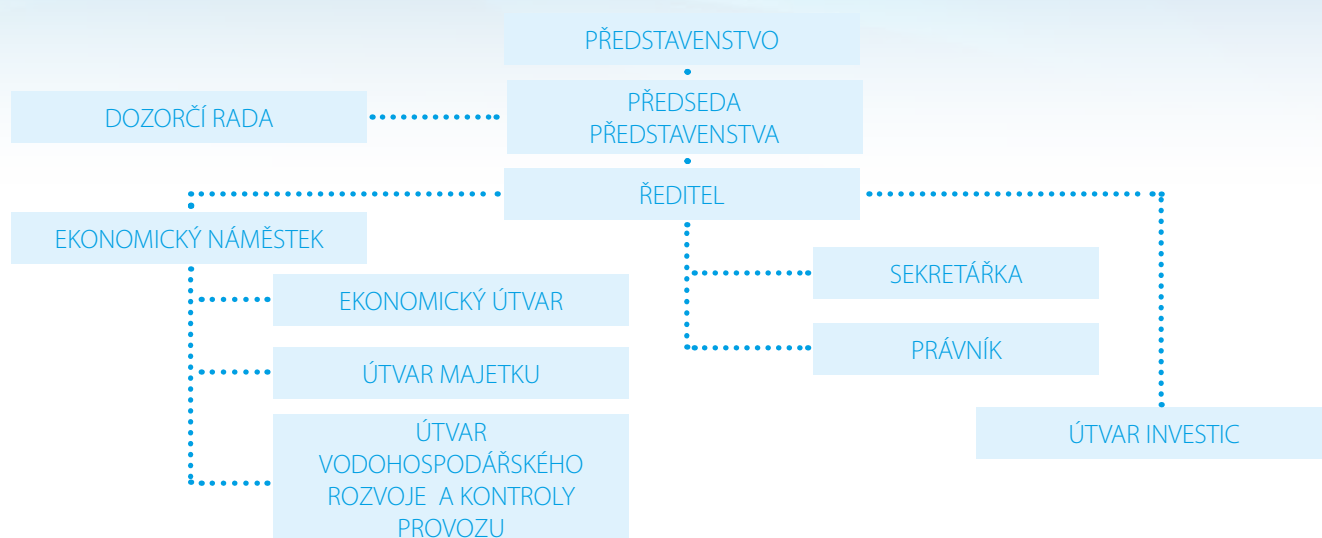 PŘEDSTAVENSTVO
DOZORČÍ RADA
PŘEDSEDA
PŘEDSTAVENSTVA
ŘEDITEL
EKONOMICKÝ NÁMĚSTEK
SEKRETÁŘKA
EKONOMICKÝ ÚTVAR
PRÁVNÍK
ÚTVAR MAJETKU
ÚTVAR INVESTIC
ÚTVAR
VODOHOSPODÁŘSKÉHO
ROZVOJE A KONTROLY
PROVOZU